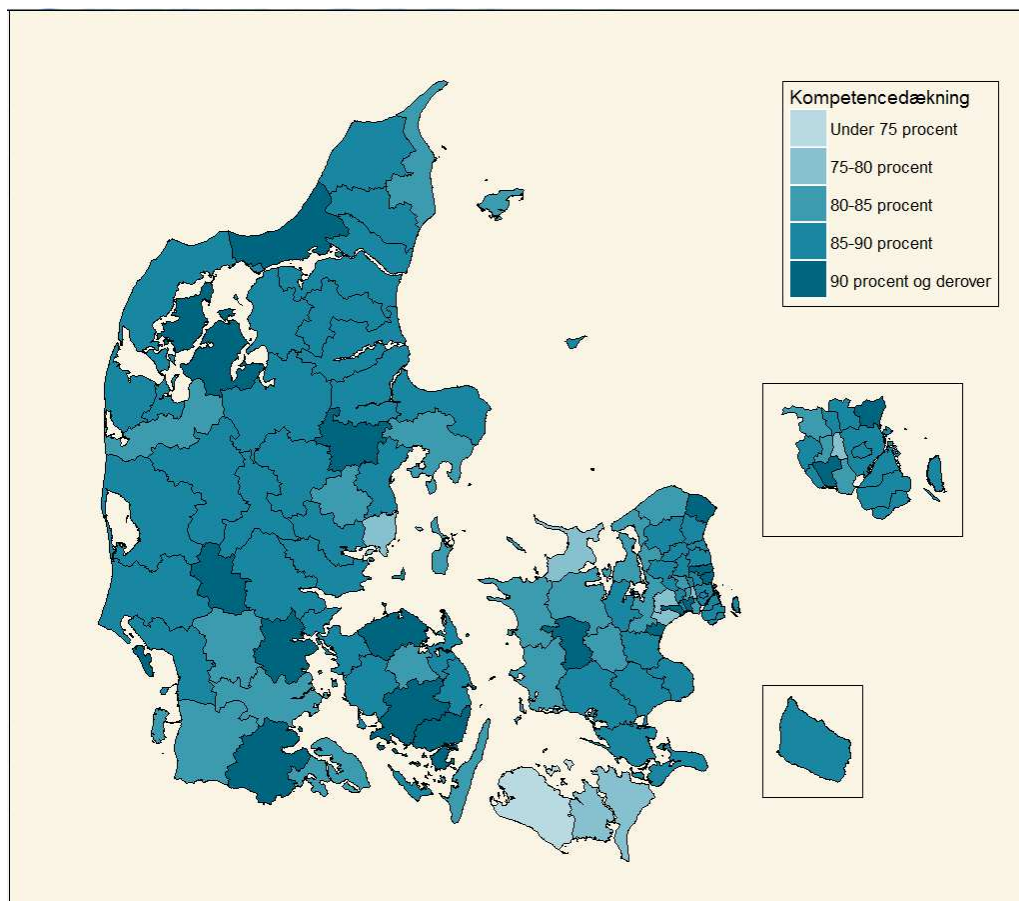 Kompetencedækning
Under 75 procent
75-80 procent
80-85 procent
85-90 procent
90 procent og derover